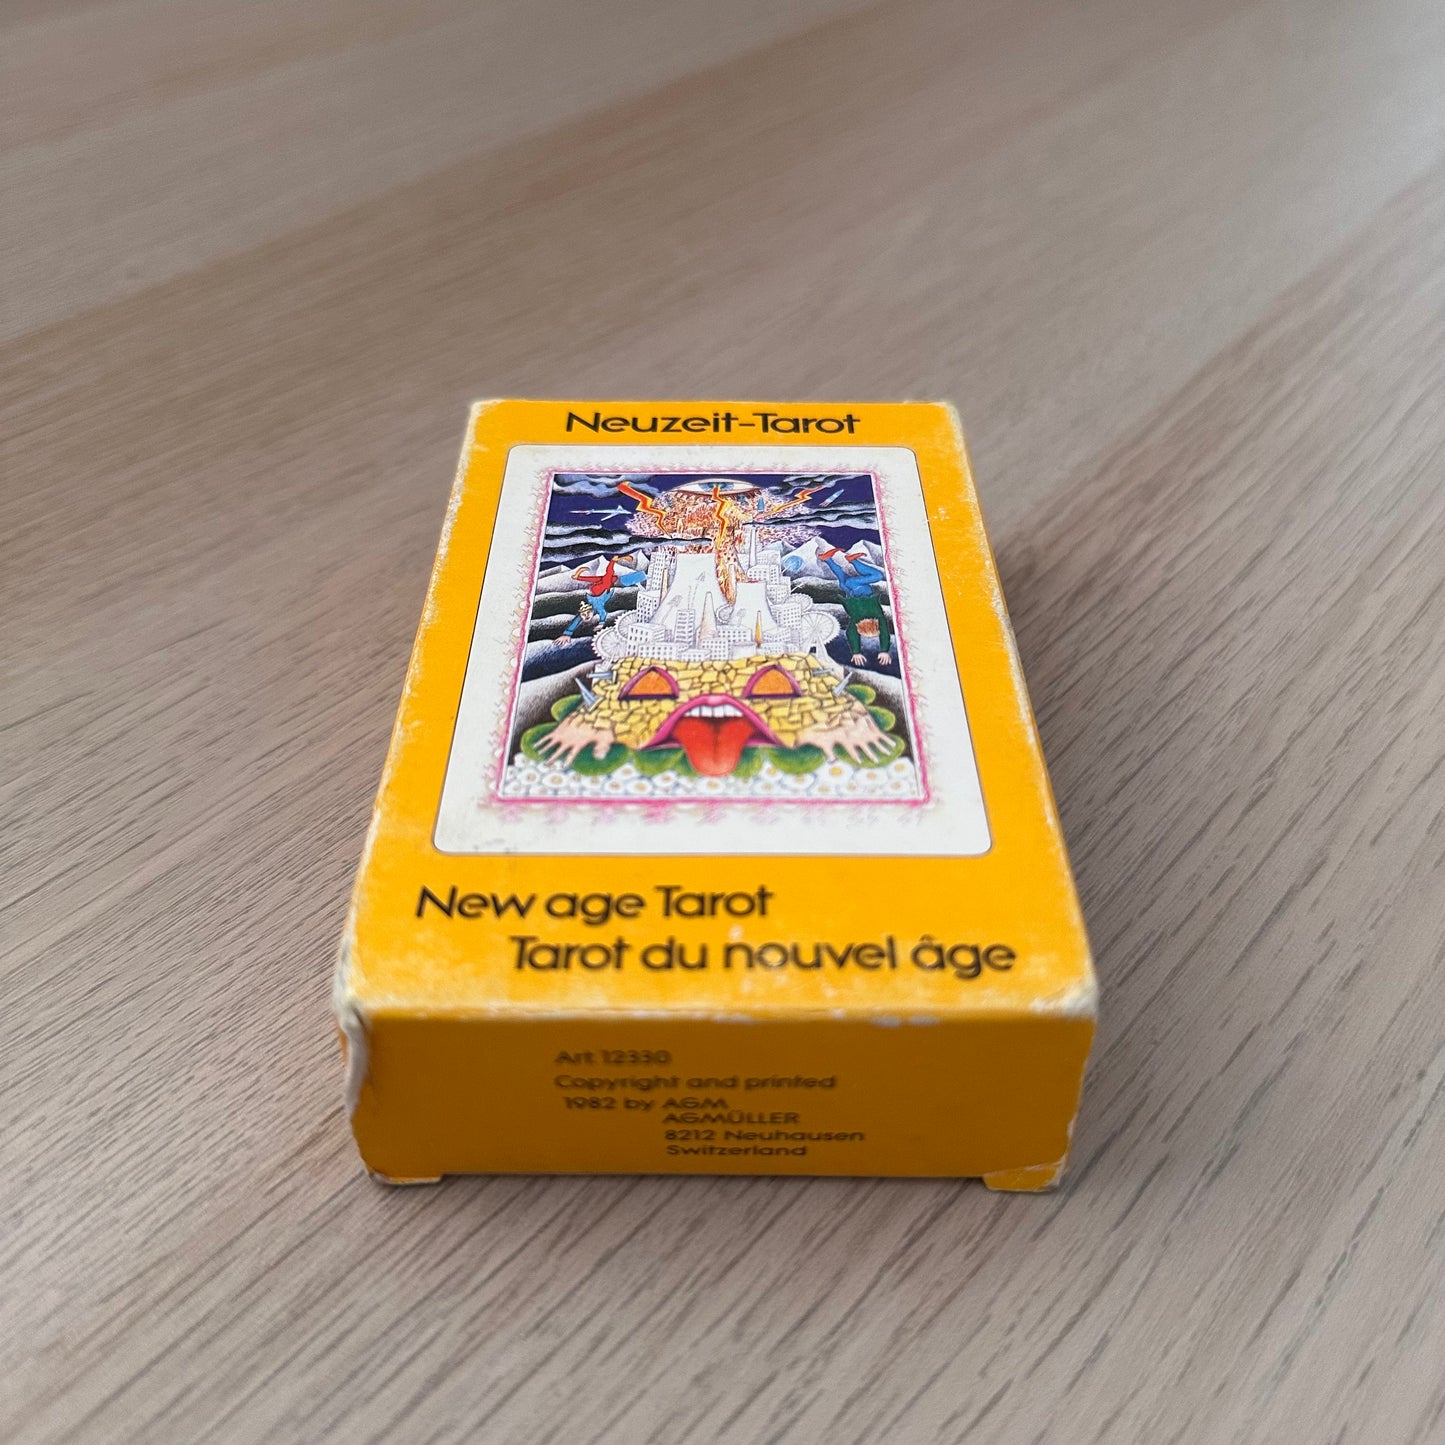 Neuzeit-Tarot
New age Tarot
Tarot du nouvel âge
Art 12330
Copyright and printed
1982 by AGM
AGMÜLLER
8212 Neuhausen
Switzerland